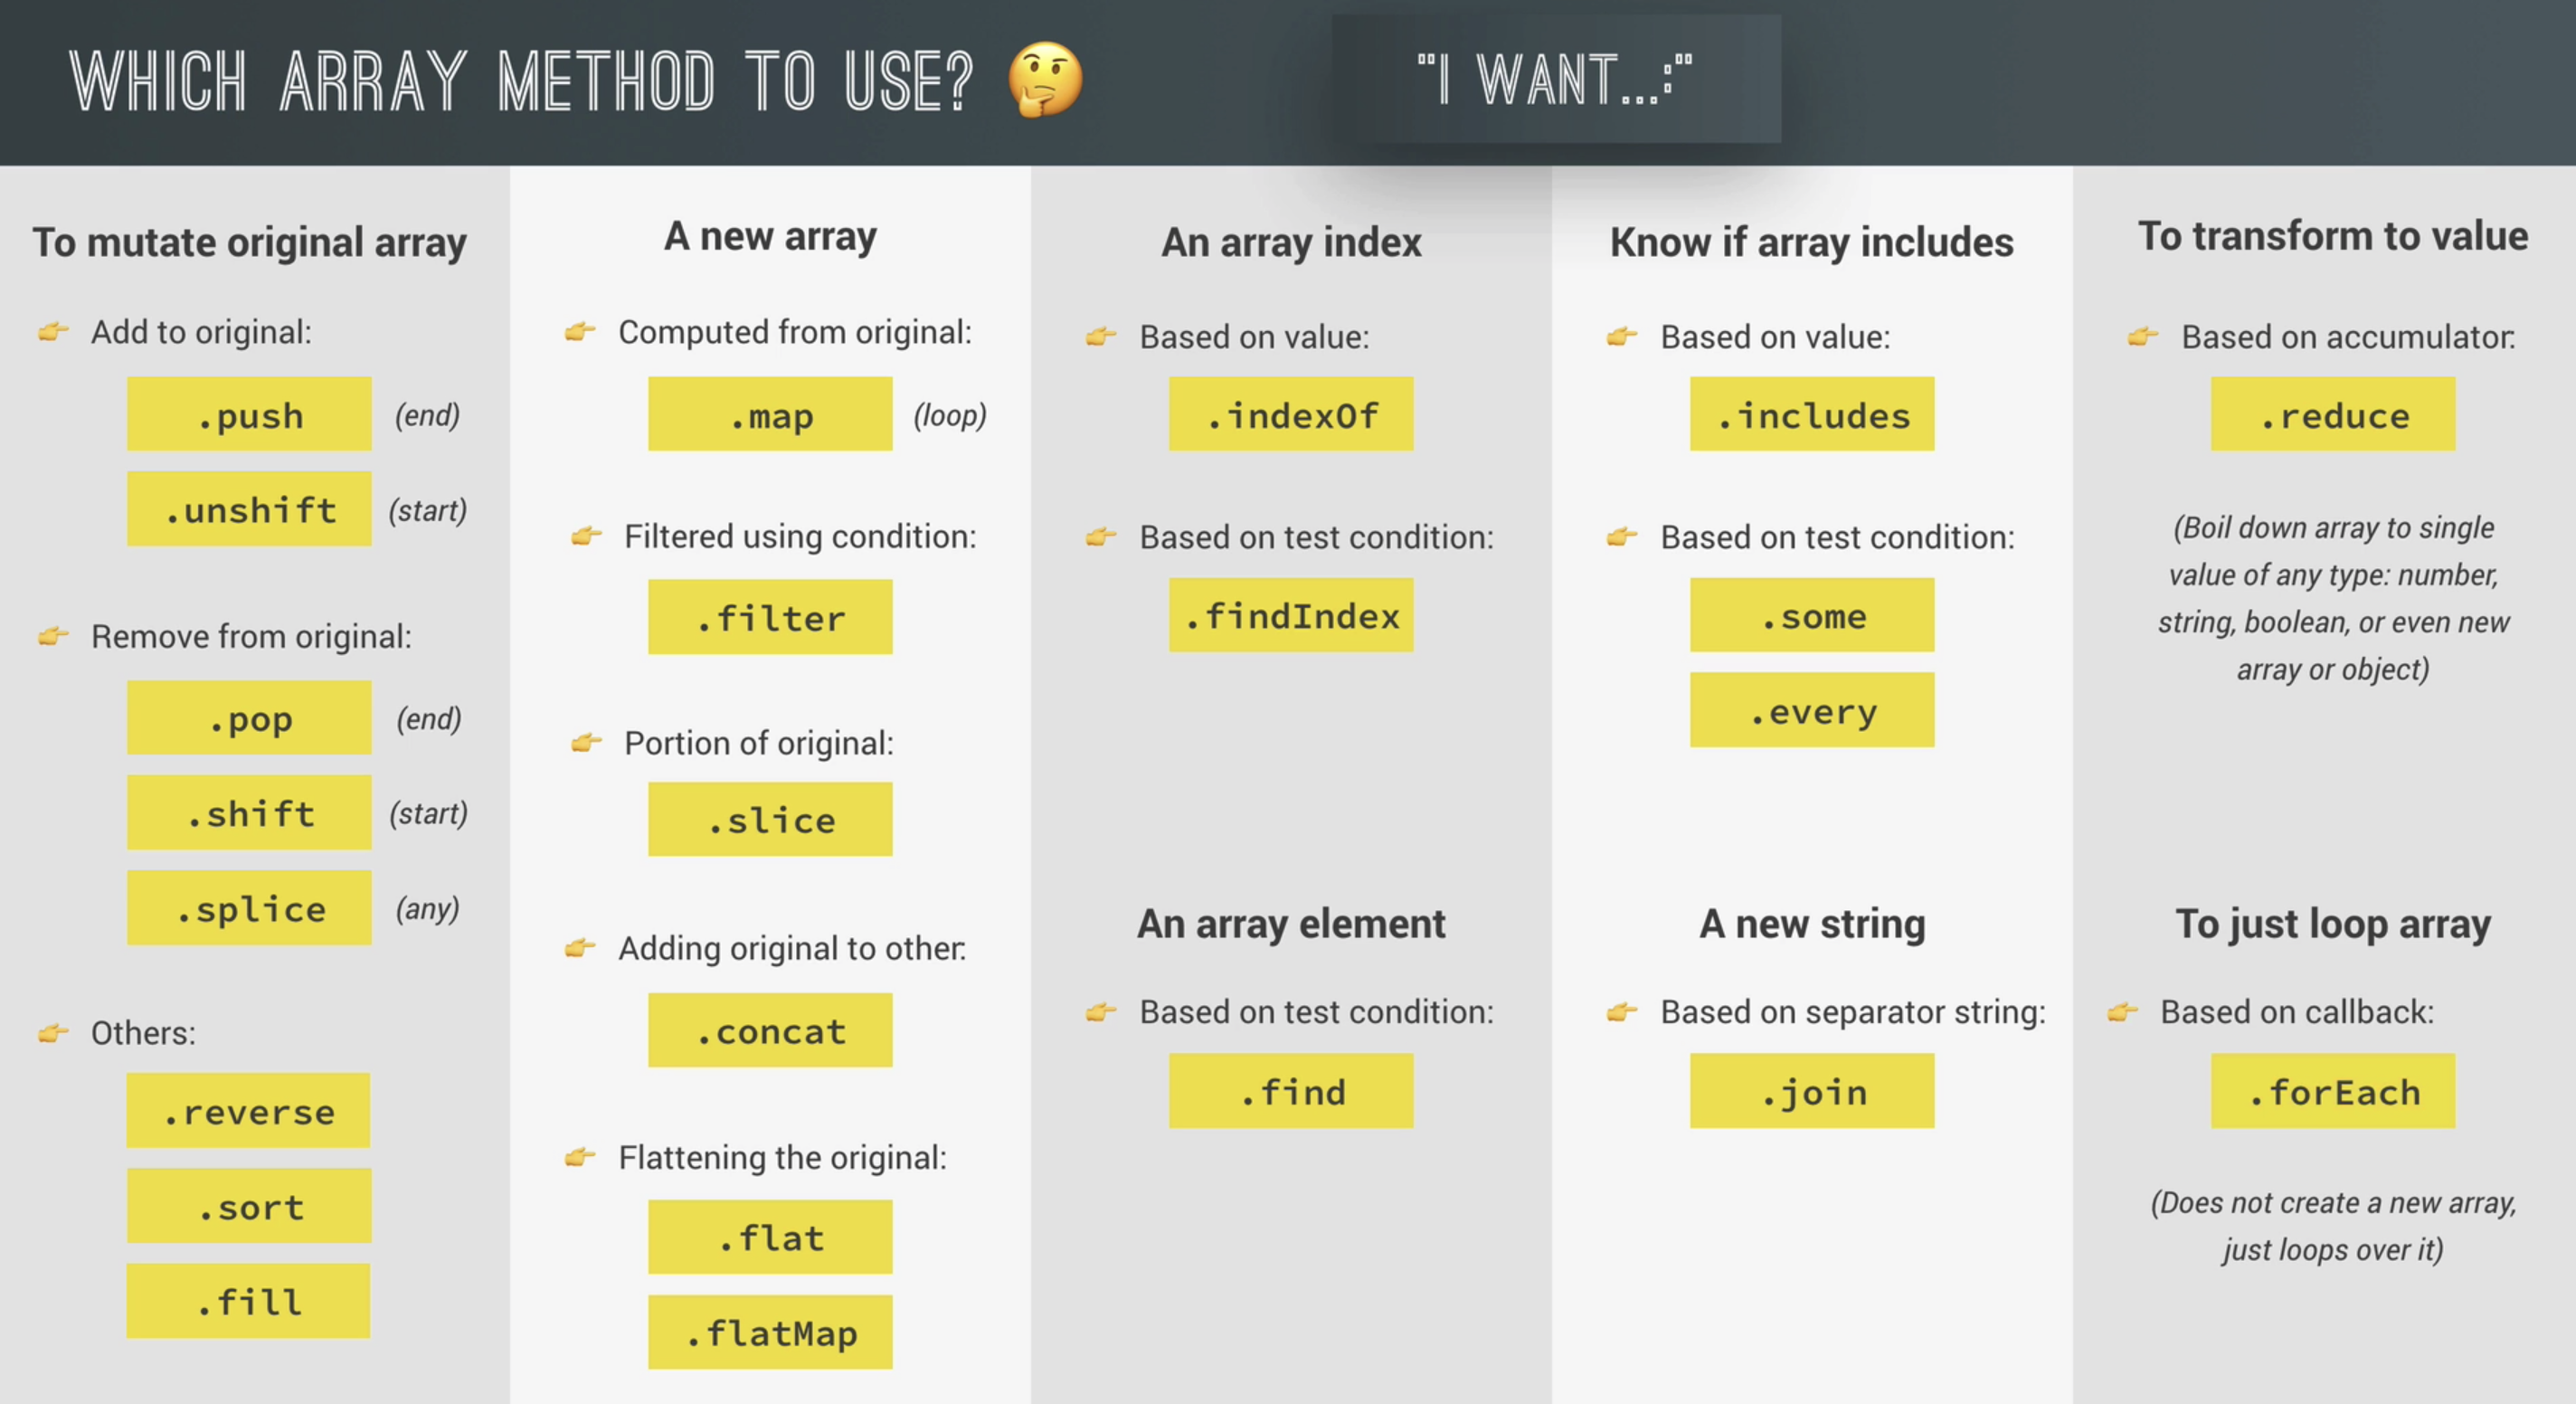 WHICH ARRAY METHOD TO USE? 🤔
"I WANT...:"
To mutate original array
👉 Add to original:
.push (end)
.unshift (start)
👉 Remove from original:
.pop (end)
.shift (start)
.splice (any)
👉 Others:
.reverse
.sort
.fill
A new array
👉 Computed from original:
.map (loop)
👉 Filtered using condition:
.filter
👉 Portion of original:
.slice
👉 Adding original to other:
.concat
👉 Flattening the original:
.flat
.flatMap
An array index
👉 Based on value:
.indexOf
👉 Based on test condition:
.findIndex
An array element
👉 Based on test condition:
.find
Know if array includes
👉 Based on value:
.includes
👉 Based on test condition:
.some
.every
A new string
👉 Based on separator string:
.join
To transform to value
👉 Based on accumulator:
.reduce
(Boil down array to single
value of any type: number,
string, boolean, or even new
array or object)
To just loop array
👉 Based on callback:
.forEach
(Does not create a new array,
just loops over it)